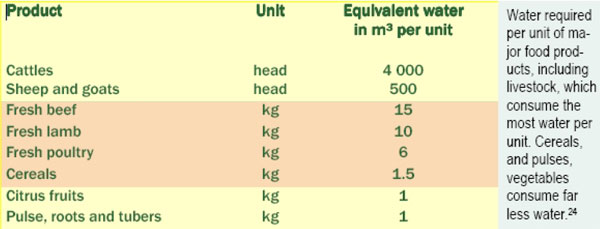 Product Unit Equivalent water
in m³ per unit
Cattles head 4 000
Sheep and goats head 500
Fresh beef kg 15
Fresh lamb kg 10
Fresh poultry kg 6
Cereals kg 1.5
Citrus fruits kg 1
Pulse, roots and tubers kg 1
Water required
per unit of ma-
jor food prod-
ucts, including
livestock, which
consume the
most water per
unit. Cereals,
and pulses,
vegetables
consume far
less water.²⁴